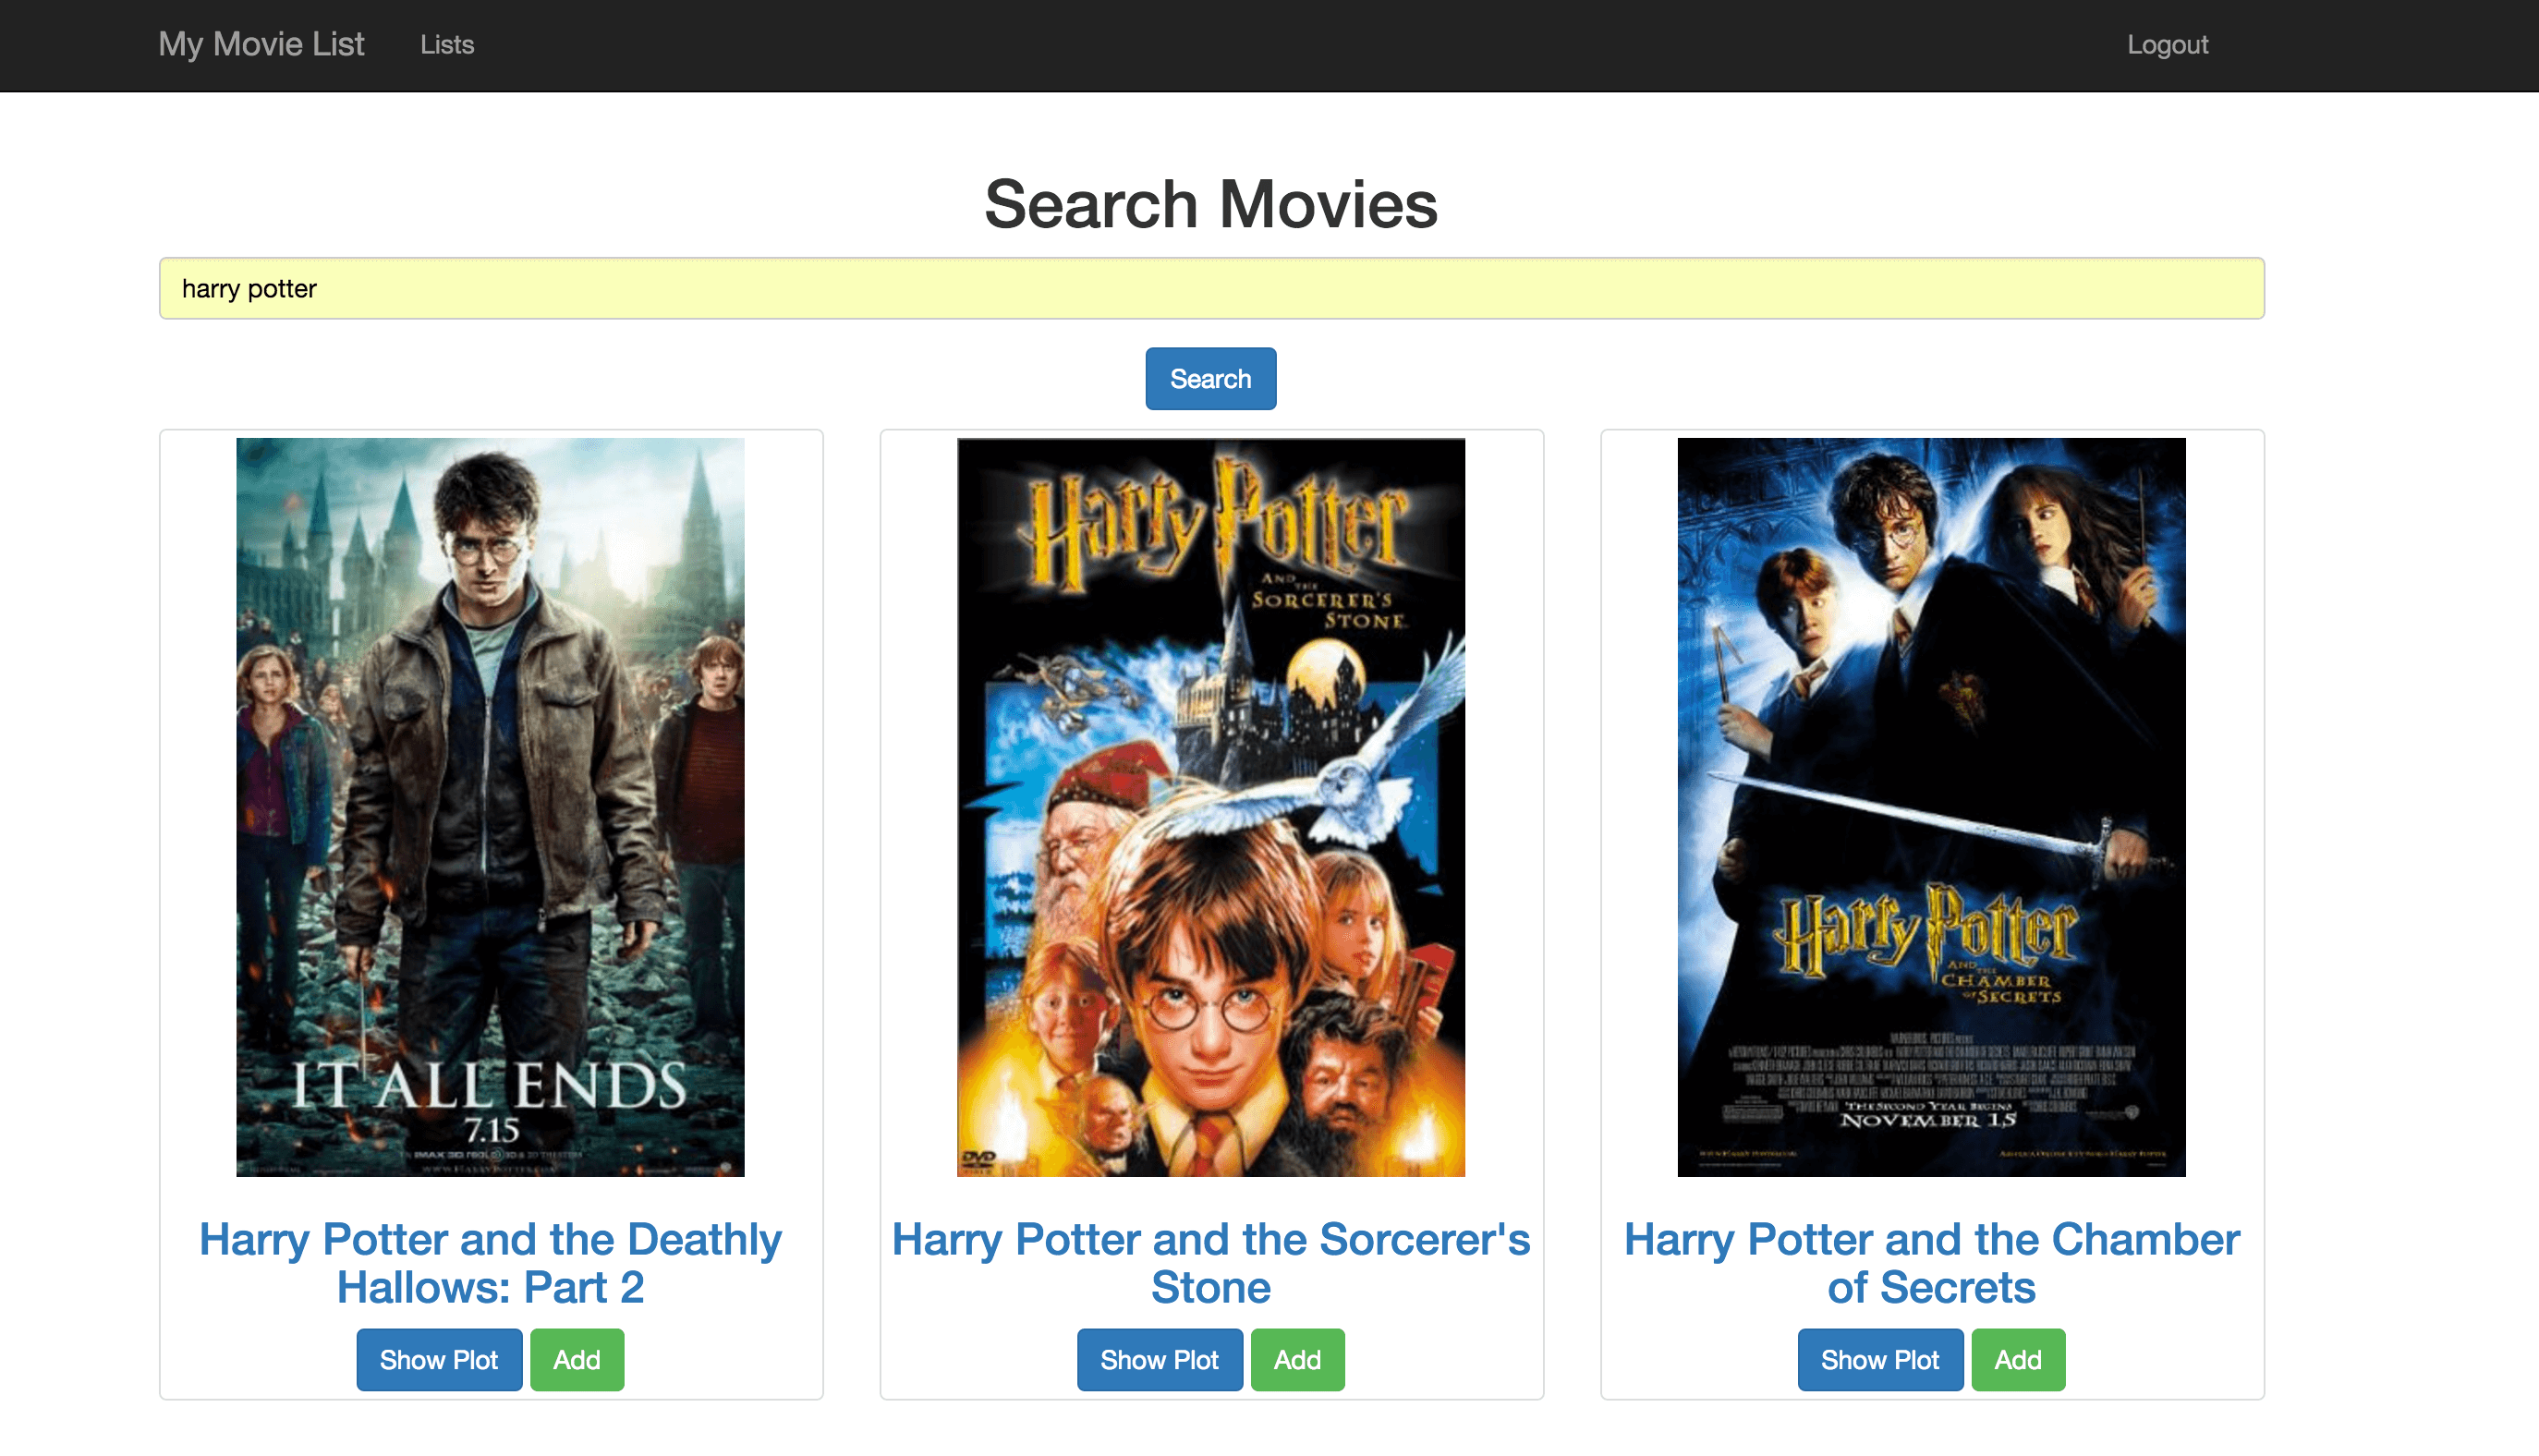 My Movie List Lists Logout
Search Movies
harry potter
Search
IT ALL ENDS
7.15
Harry Potter
AND THE
SORCERER'S
STONE
DVD
VIDEO
Harry Potter
AND THE
CHAMBER
OF SECRETS
THE SECOND YEAR BEGINS
NOVEMBER 15
Harry Potter and the Deathly
Hallows: Part 2
Show Plot Add
Harry Potter and the Sorcerer's
Stone
Show Plot Add
Harry Potter and the Chamber
of Secrets
Show Plot Add